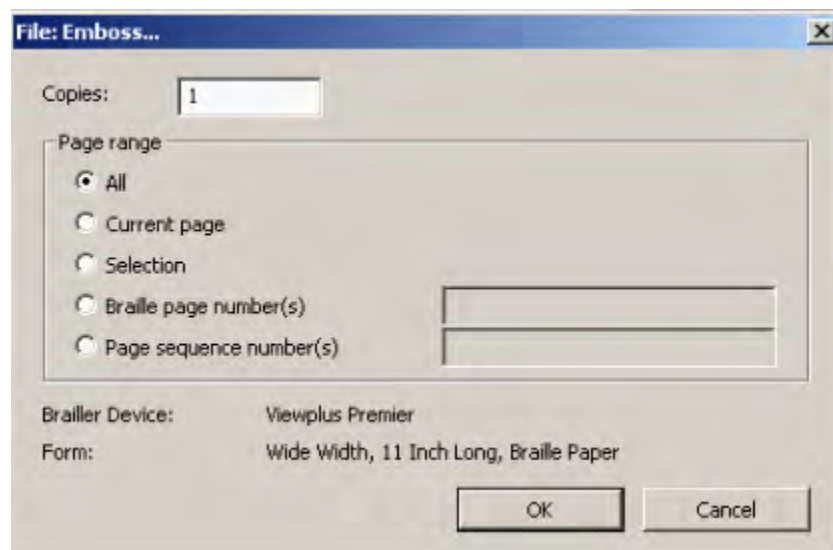 File: Emboss...
Copies: 1
Page range
All
Current page
Selection
Braille page number(s)
Page sequence number(s)
Brailler Device: Viewplus Premier
Form: Wide Width, 11 Inch Long, Braille Paper
OK Cancel